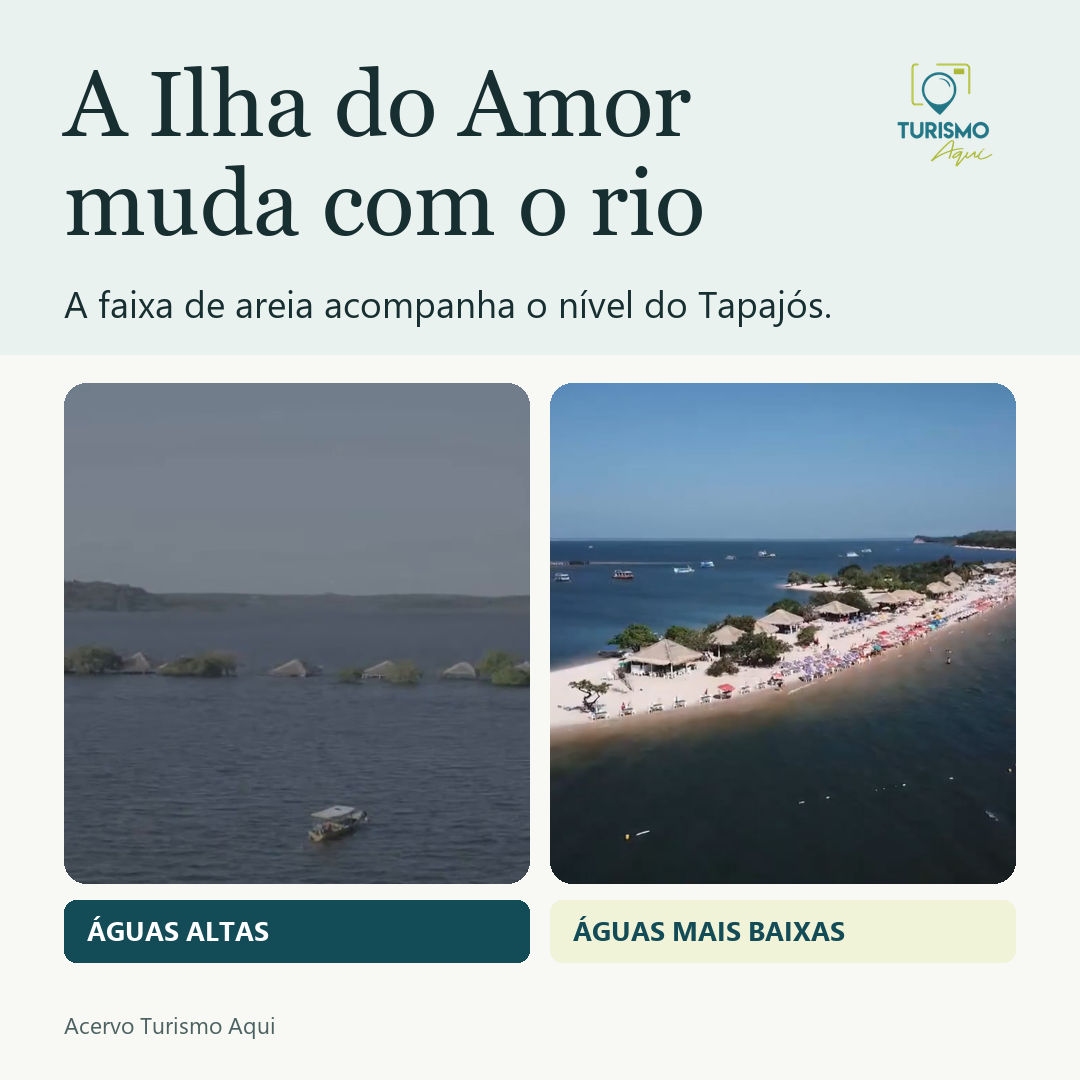 A Ilha do Amor
muda com o rio
TURISMO
Aqui
A faixa de areia acompanha o nível do Tapajós.
ÁGUAS ALTAS
ÁGUAS MAIS BAIXAS
Acervo Turismo Aqui